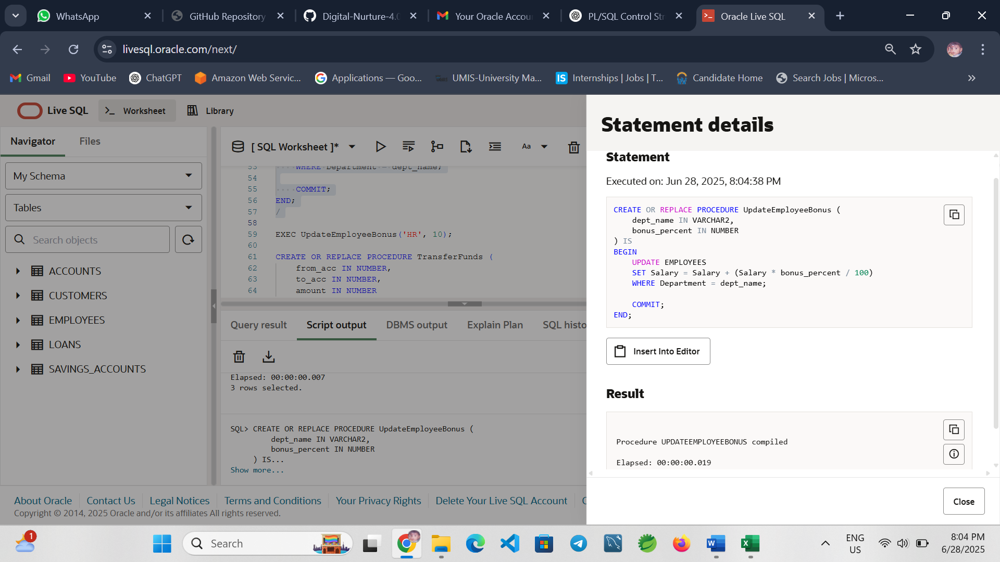 WhatsApp
GitHub Repository
Digital-Nurture-4.0
Your Oracle Accou
PL/SQL Control Str
Oracle Live SQL
livesql.oracle.com/next/
Gmail
YouTube
ChatGPT
Amazon Web Servic...
Applications — Goo...
UMIS-University Ma...
IS
Internships | Jobs | T...
Candidate Home
Search Jobs | Micros...
Live SQL
Worksheet
Library
Navigator
Files
My Schema
Tables
Search objects
ACCOUNTS
CUSTOMERS
EMPLOYEES
LOANS
SAVINGS_ACCOUNTS
[ SQL Worksheet ]*
Aa
53 WHERE Department = dept_name;
54
55 COMMIT;
56 END;
57 /
58
59 EXEC UpdateEmployeeBonus('HR', 10);
60
61 CREATE OR REPLACE PROCEDURE TransferFunds (
62 from_acc IN NUMBER,
63 to_acc IN NUMBER,
64 amount IN NUMBER
Query result
Script output
DBMS output
Explain Plan
SQL histo
Elapsed: 00:00:00.007
3 rows selected.
SQL> CREATE OR REPLACE PROCEDURE UpdateEmployeeBonus (
dept_name IN VARCHAR2,
bonus_percent IN NUMBER
) IS...
Show more...
Statement details
Statement
Executed on: Jun 28, 2025, 8:04:38 PM
CREATE OR REPLACE PROCEDURE UpdateEmployeeBonus (
dept_name IN VARCHAR2,
bonus_percent IN NUMBER
) IS
BEGIN
UPDATE EMPLOYEES
SET Salary = Salary + (Salary * bonus_percent / 100)
WHERE Department = dept_name;
COMMIT;
END;
Insert Into Editor
Result
Procedure UPDATEEMPLOYEEBONUS compiled
Elapsed: 00:00:00.019
Close
About Oracle
Contact Us
Legal Notices
Terms and Conditions
Your Privacy Rights
Delete Your Live SQL Account
C
Copyright © 2014, 2025 Oracle and/or its affiliates All rights reserved.
1
Search
ENG
US
8:04 PM
6/28/2025